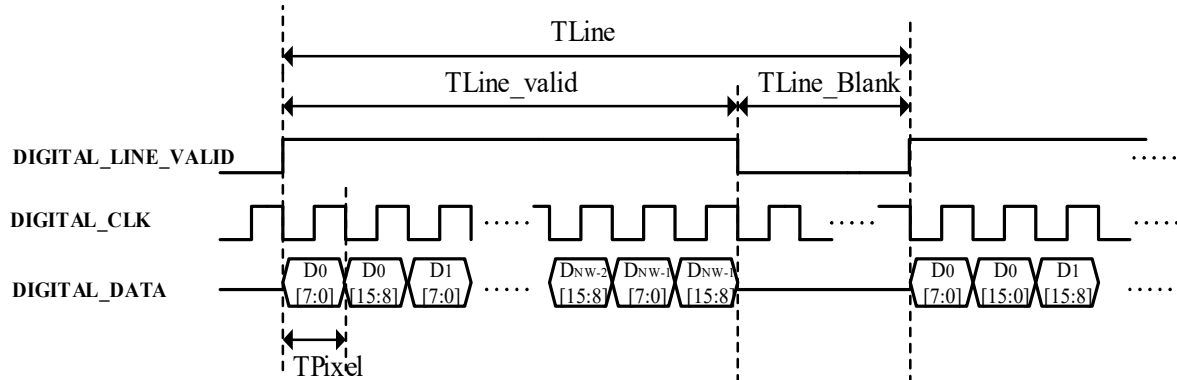 TLine
TLine_valid TLine_Blank
DIGITAL_LINE_VALID .....
DIGITAL_CLK ..... ..... .....
DIGITAL_DATA D0 D0 D1 ..... DNW-2 DNW-1 DNW-1 D0 D0 D1 .....
[7:0] [15:8] [7:0] [15:8] [7:0] [15:8] [7:0] [15:0] [15:8]
TPixel